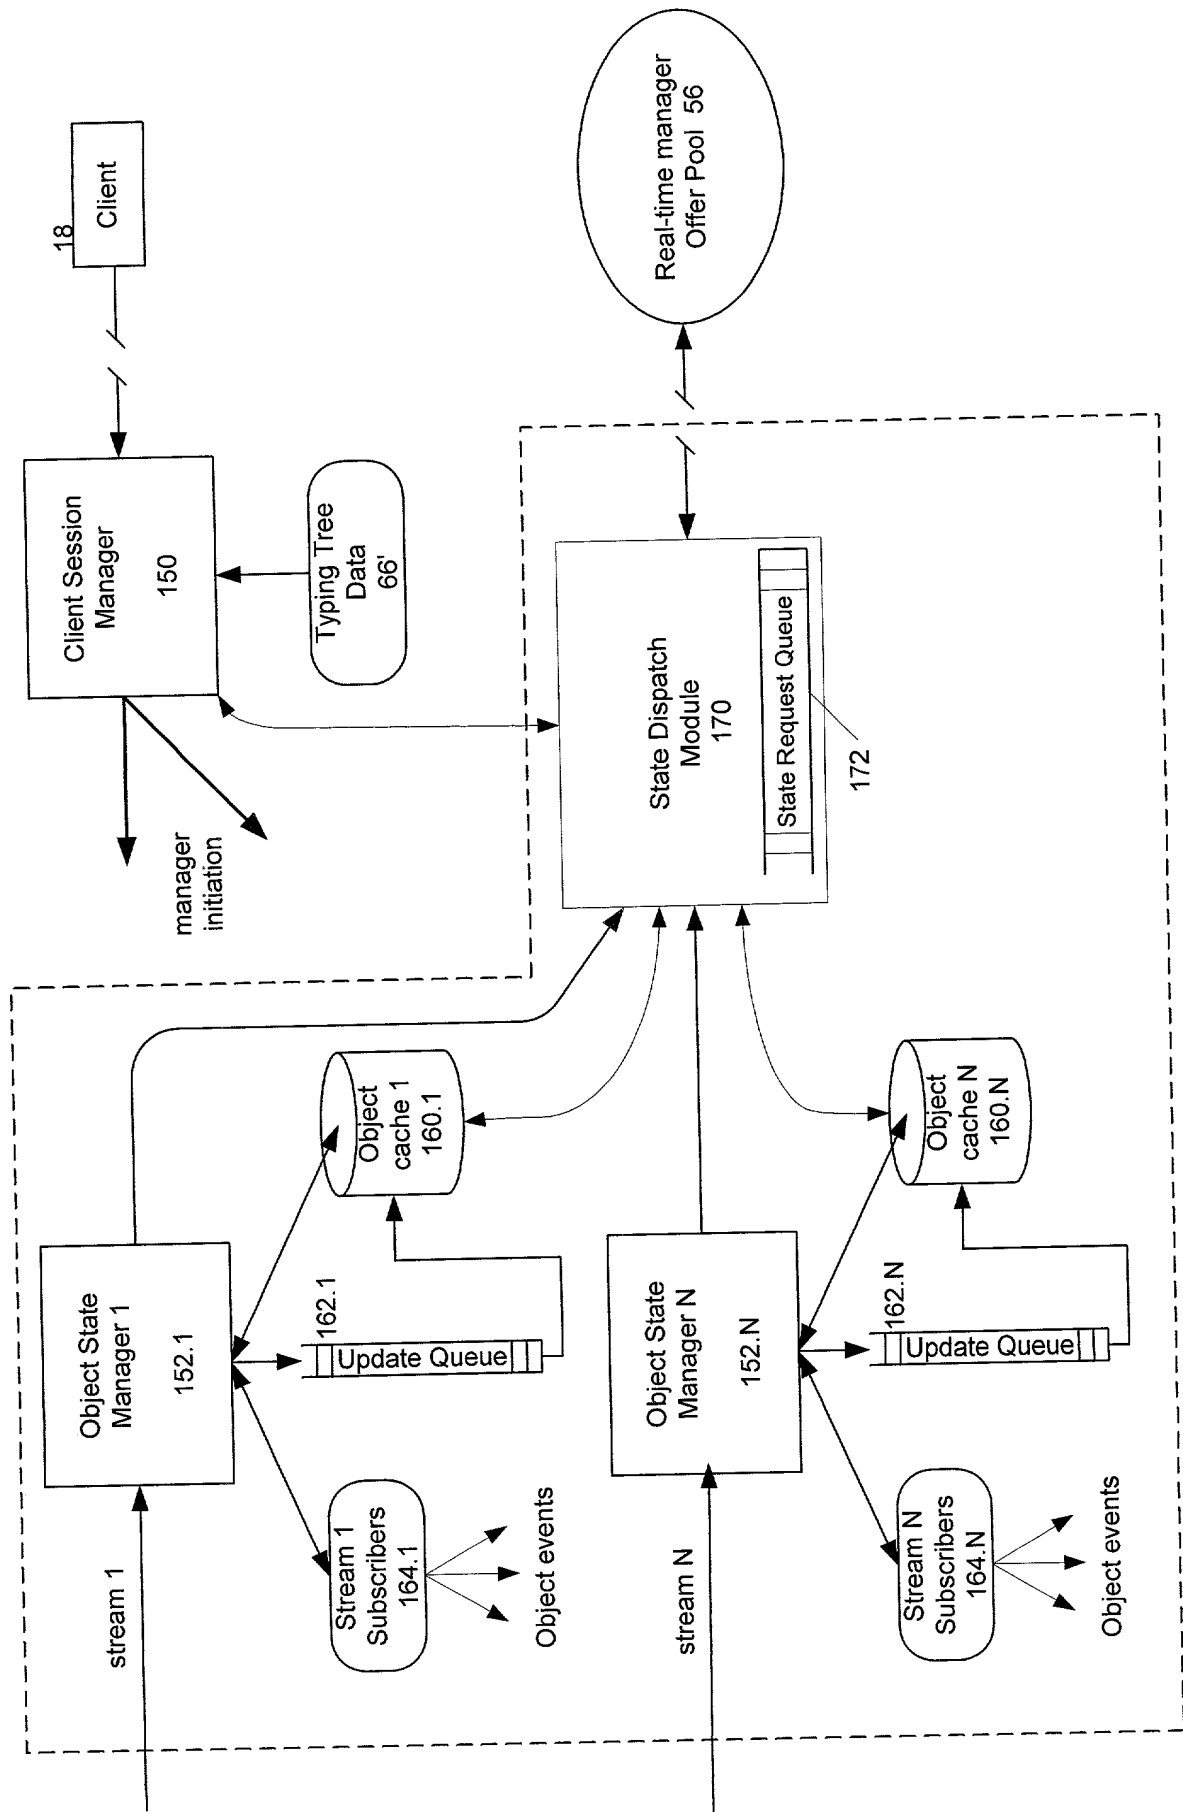 stream 1
Object State
Manager 1
152.1
Stream 1
Subscribers
164.1
Object events
162.1
Update Queue
Object
cache 1
160.1
manager
initiation
Client Session
Manager
150
18
Client
Typing Tree
Data
66'
State Dispatch
Module
170
State Request Queue
172
Real-time manager
Offer Pool 56
stream N
Object State
Manager N
152.N
Stream N
Subscribers
164.N
Object events
162.N
Update Queue
Object
cache N
160.N